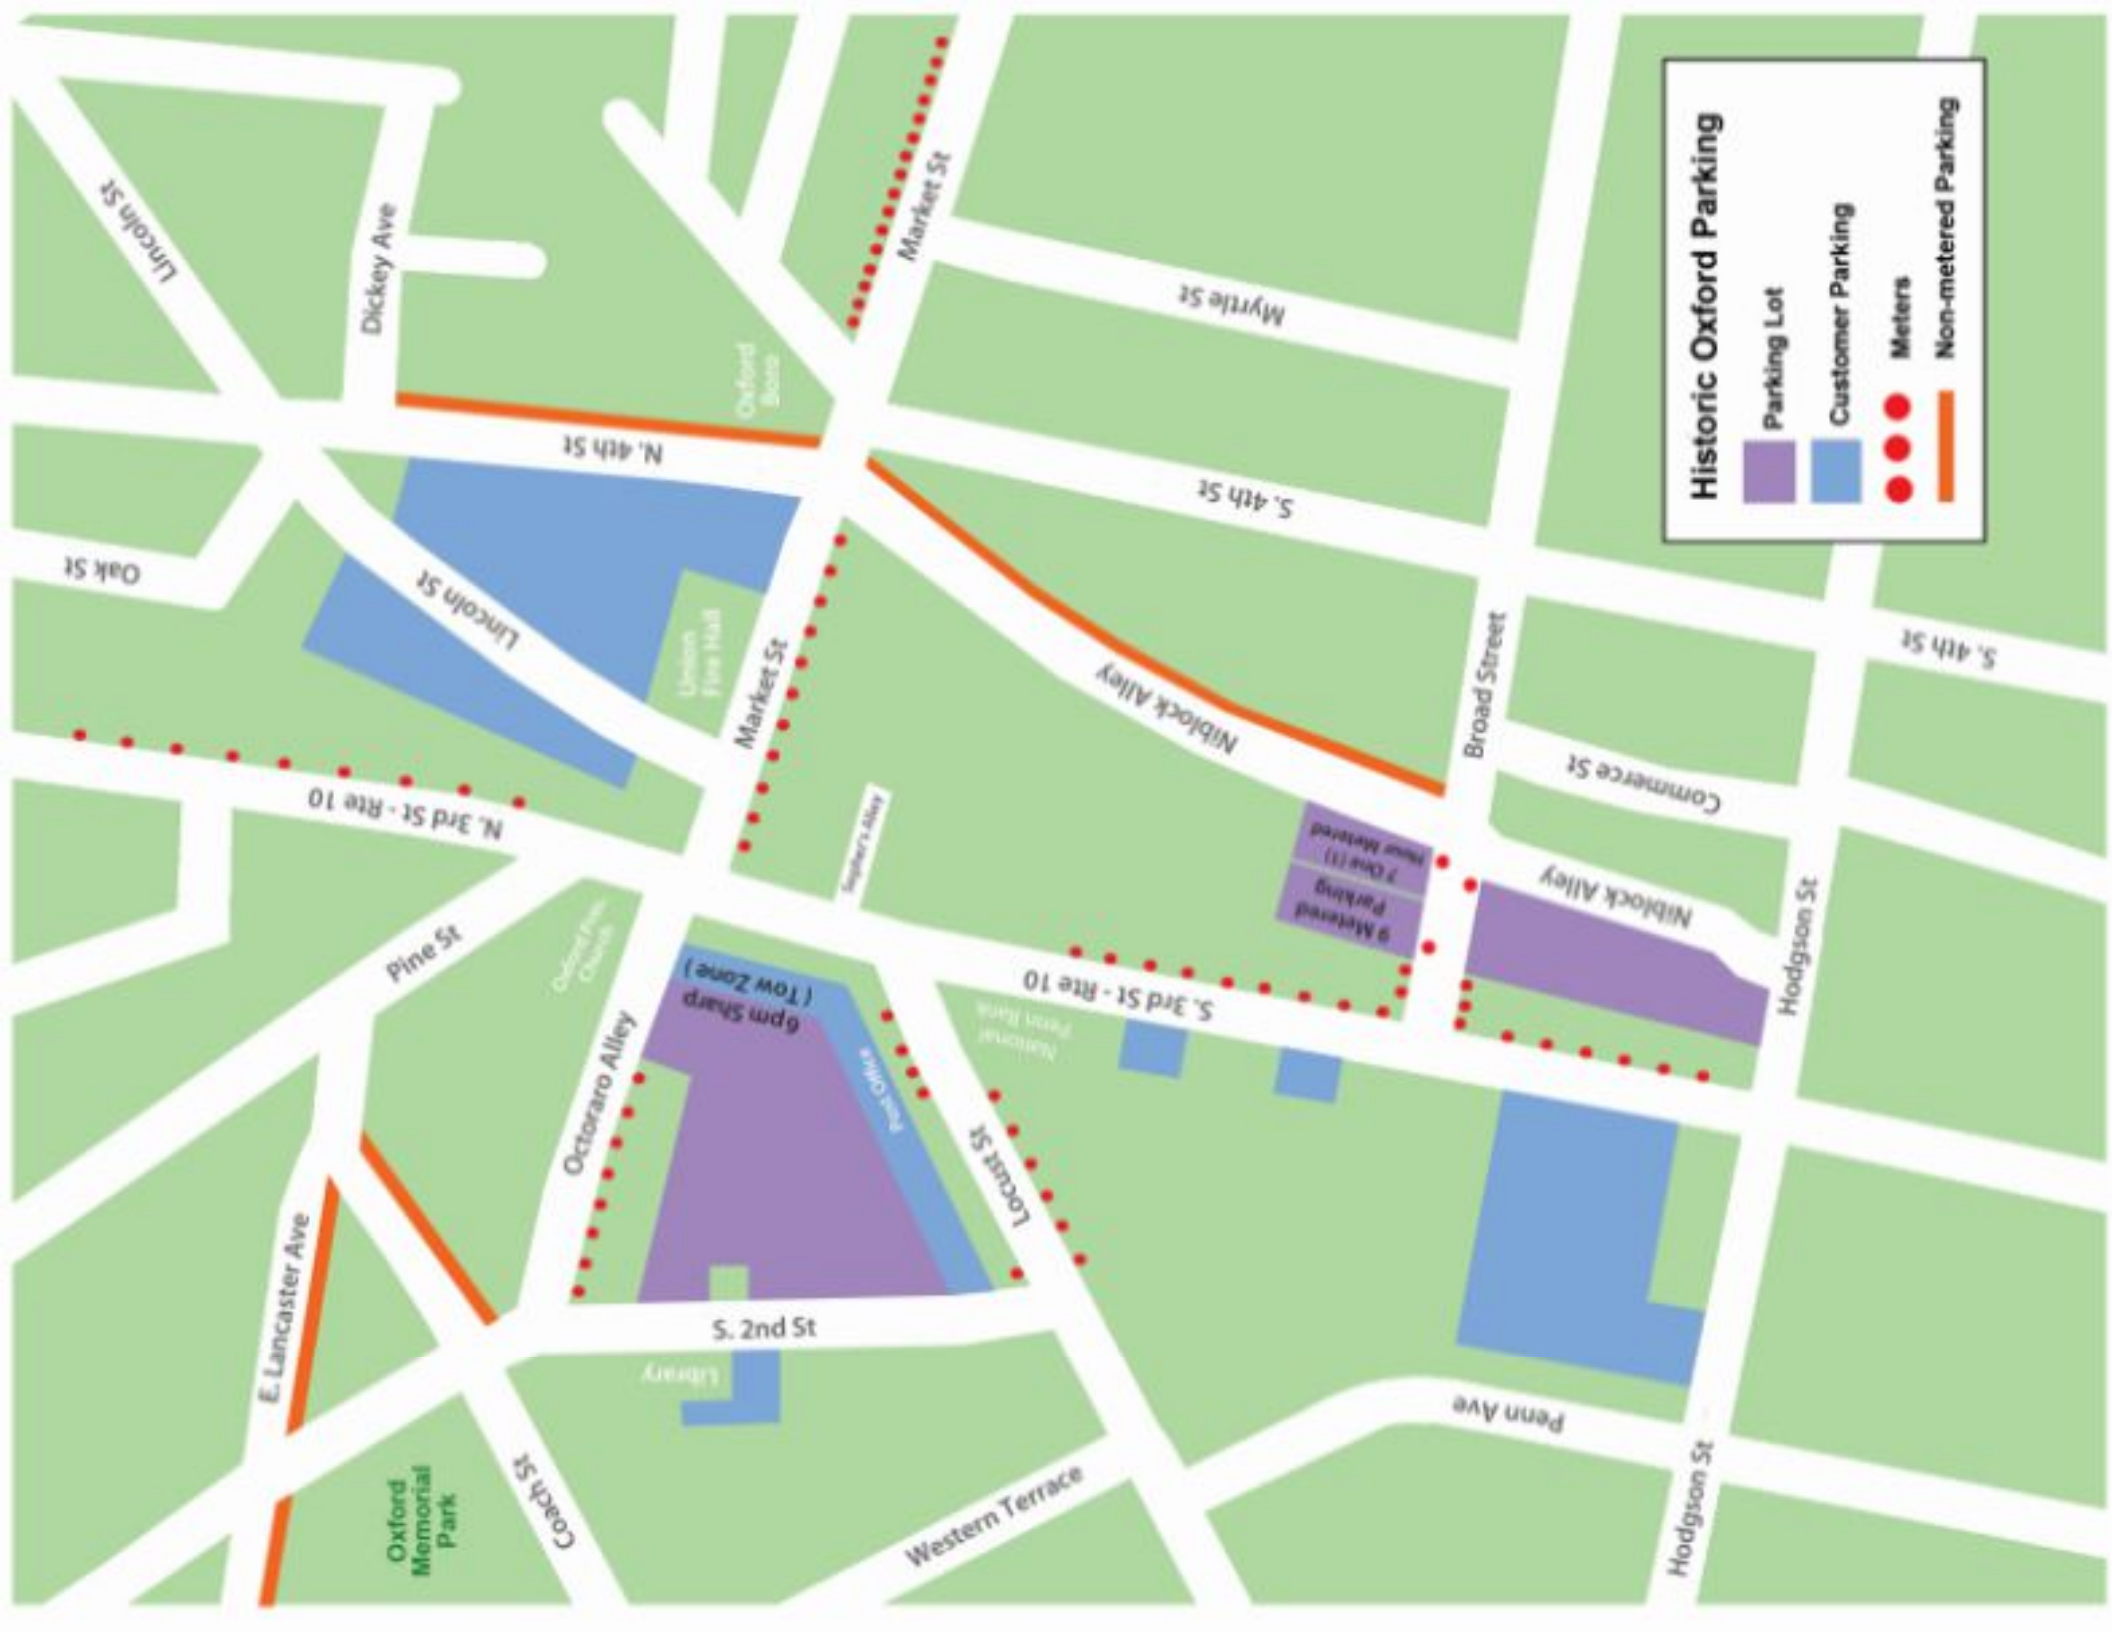 Historic Oxford Parking
Parking Lot
Customer Parking
Meters
Non-metered Parking
Lincoln St
Dickey Ave
Market St
Myrtle St
Oxford
Boro
N. 4th St
S. 4th St
Oak St
Lincoln St
Union
Fire Hall
Market St
Niblock Alley
Broad Street
S. 4th St
Commerce St
N. 3rd St - Rte 10
7 One (1)
Hour Metered
9 Metered
Parking
Niblock Alley
Hodgson St
Pine St
Church
6pm Sharp
( Tow Zone )
S. 3rd St - Rte 10
National
Penn Bank
Octoraro Alley
Post Office
Locust St
E. Lancaster Ave
S. 2nd St
Library
Penn Ave
Oxford
Memorial
Park
Coach St
Western Terrace
Hodgson St